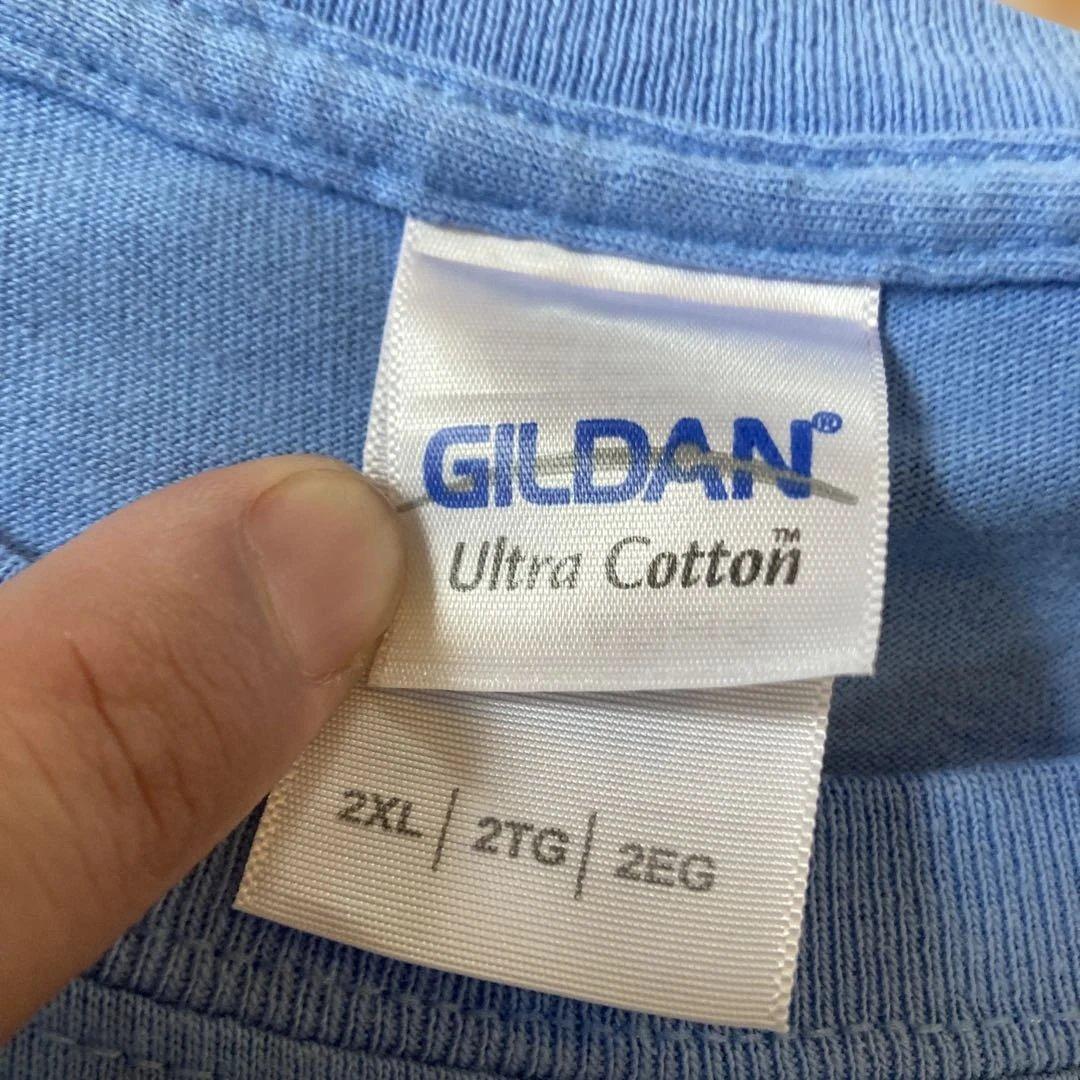 GILDAN®
Ultra Cotton™
2XL | 2TG | 2EG